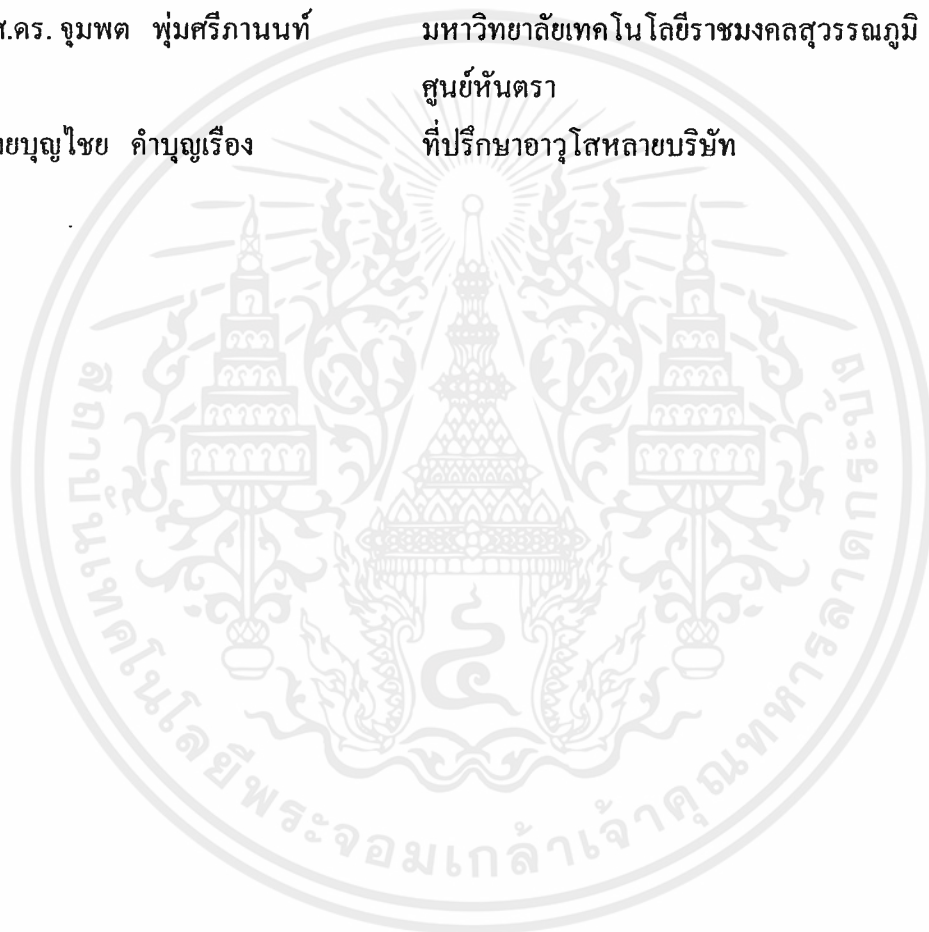 ศ.ดร. จุมพต พุ่มศรีภานนท์ มหาวิทยาลัยเทคโนโลยีราชมงคลสุวรรณภูมิ
ศูนย์หันตรา
ายบุญไชย คำบุญเรือง ที่ปรึกษาอาวุโสหลายบริษัท
สถาบันเทคโนโลยีพระจอมเกล้าเจ้าคุณทหารลาดกระบัง